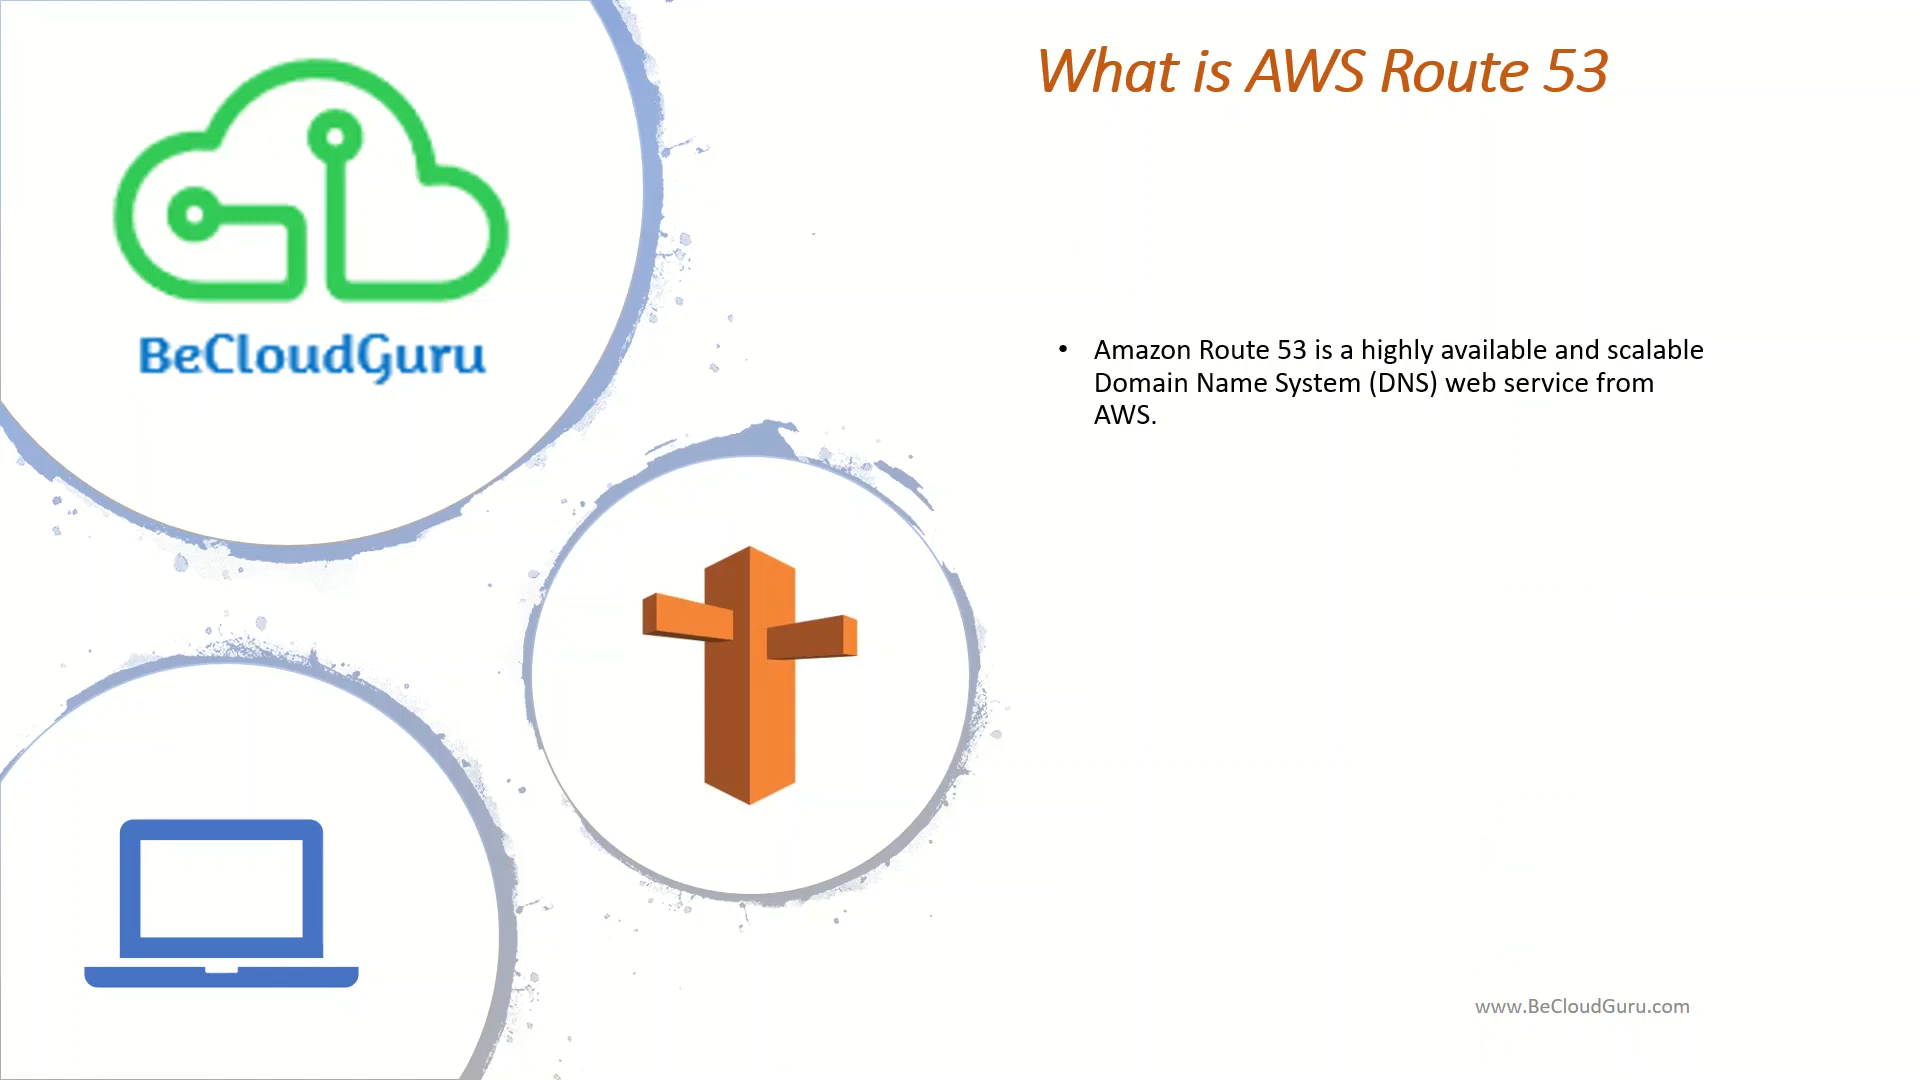 What is AWS Route 53
BeCloudGuru
• Amazon Route 53 is a highly available and scalable
Domain Name System (DNS) web service from
AWS.
www.BeCloudGuru.com